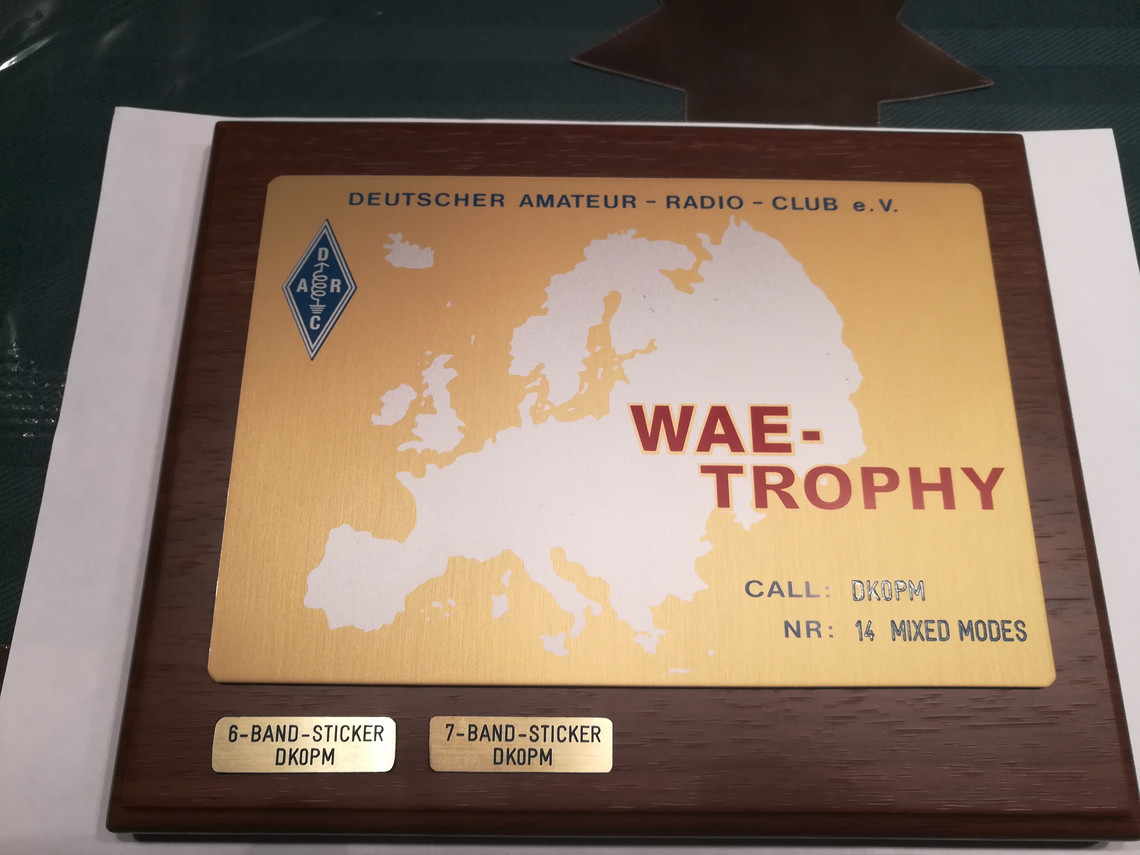 DEUTSCHER AMATEUR - RADIO - CLUB e.V.
D
A R
C
WAE-
TROPHY
CALL: DK0PM
NR: 14 MIXED MODES
6-BAND-STICKER
DK0PM
7-BAND-STICKER
DK0PM